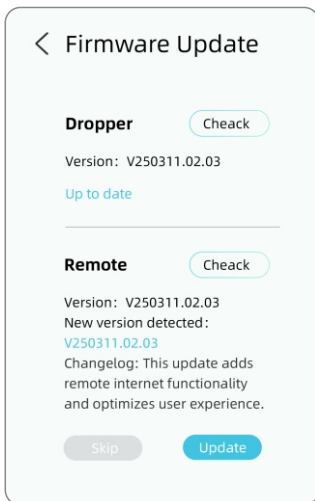 Firmware Update
Dropper
Cheack
Version: V250311.02.03
Up to date
Remote
Cheack
Version: V250311.02.03
New version detected:
V250311.02.03
Changelog: This update adds
remote internet functionality
and optimizes user experience.
Skip
Update